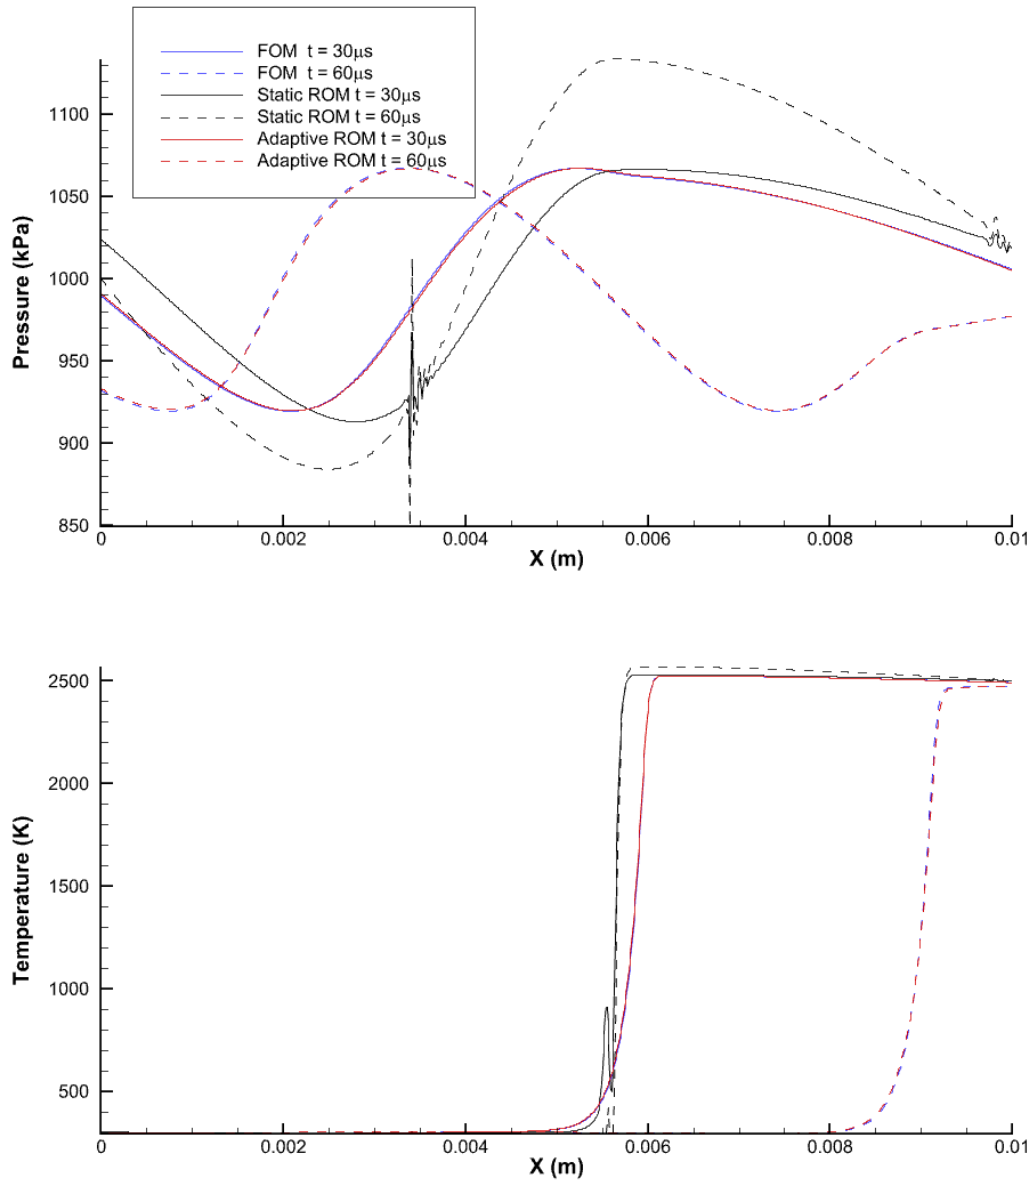 FOM t = 30μs
FOM t = 60μs
Static ROM t = 30μs
Static ROM t = 60μs
Adaptive ROM t = 30μs
Adaptive ROM t = 60μs
Pressure (kPa)
1100
1050
1000
950
900
850
0
0.002
0.004
0.006
0.008
0.01
X (m)
Temperature (K)
2500
2000
1500
1000
500
0
0.002
0.004
0.006
0.008
0.01
X (m)